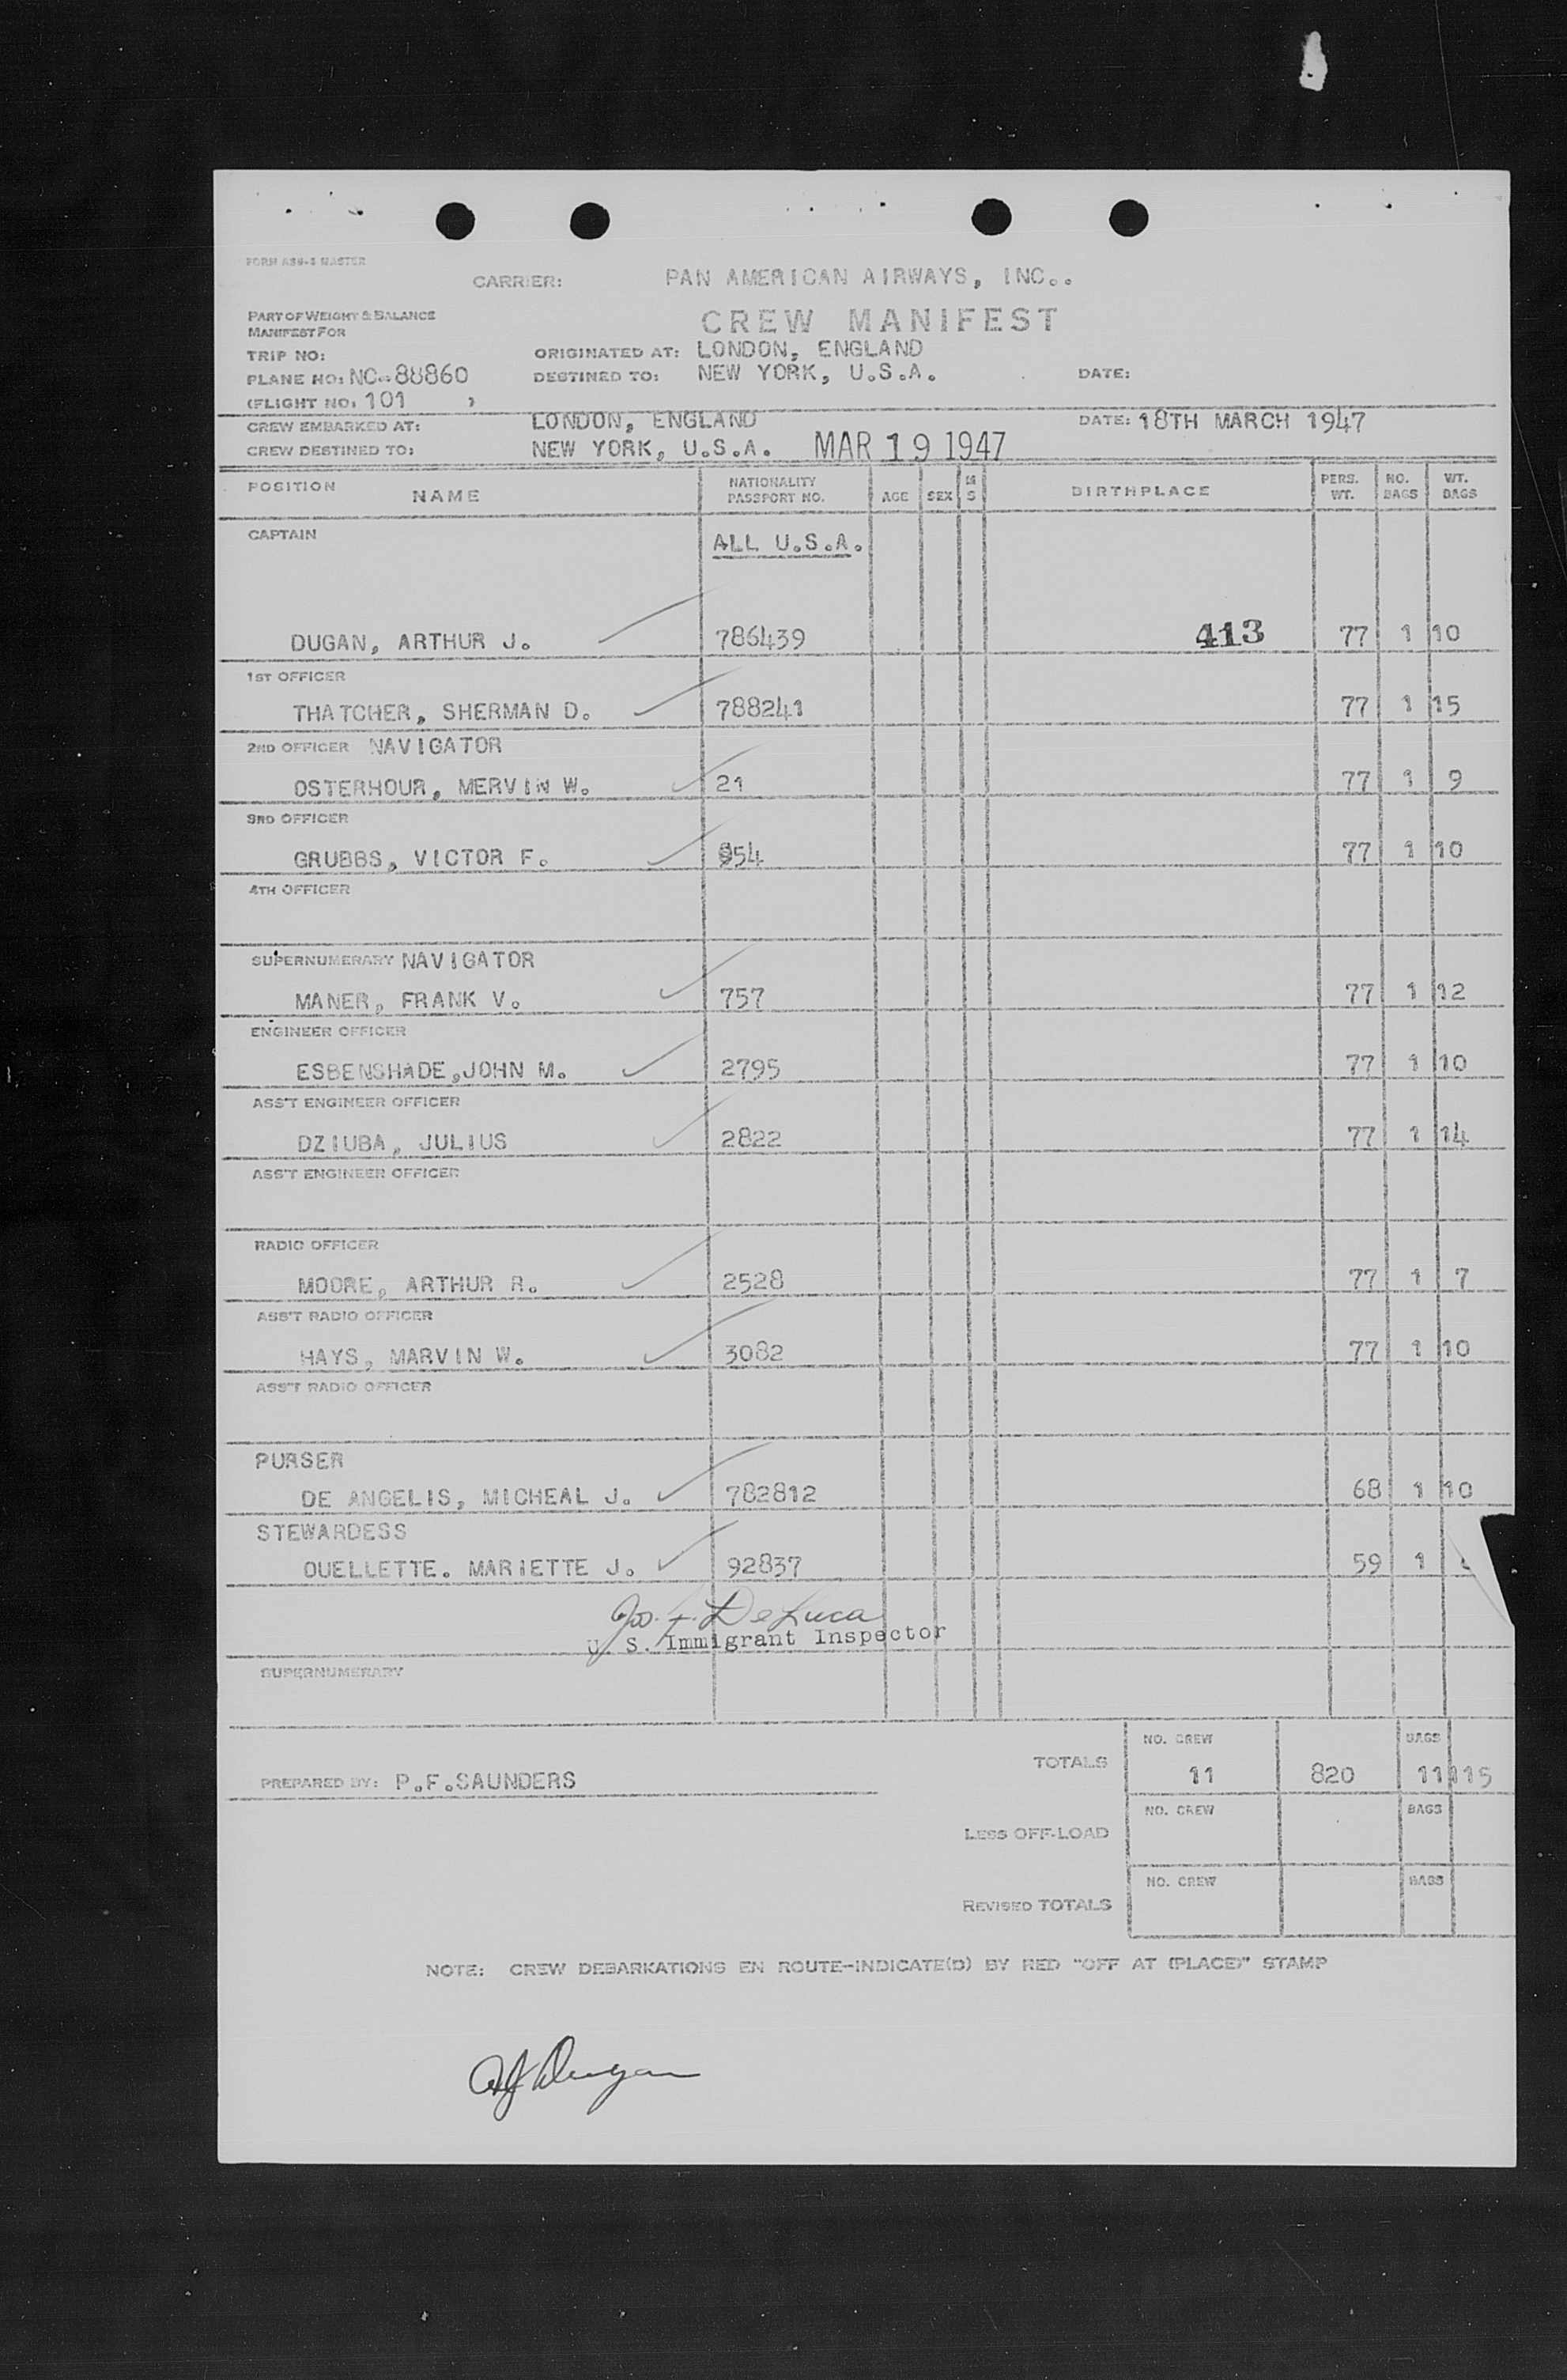 FORM ASW-3 MASTER
CARRIER: PAN AMERICAN AIRWAYS, INC..
PART OF WEIGHT & BALANCE
MANIFEST FOR
CREW MANIFEST
TRIP NO: ORIGINATED AT: LONDON, ENGLAND
PLANE NO: NC-88860 DESTINED TO: NEW YORK, U.S.A. DATE:
(FLIGHT NO: 101 )
CREW EMBARKED AT: LONDON, ENGLAND DATE: 18TH MARCH 1947
CREW DESTINED TO: NEW YORK, U.S.A. MAR 19 1947
POSITION NAME NATIONALITY PASSPORT NO. AGE SEX M S BIRTHPLACE PERS. WT. NO. BAGS WT. BAGS
CAPTAIN ALL U.S.A.
DUGAN, ARTHUR J. 786439 413 77 1 10
1ST OFFICER
THATCHER, SHERMAN D. 788241 77 1 15
2ND OFFICER NAVIGATOR
OSTERHOUR, MERVIN W. 21 77 1 9
3RD OFFICER
GRUBBS, VICTOR F. 954 77 1 10
4TH OFFICER
SUPERNUMERARY NAVIGATOR
MANER, FRANK V. 757 77 1 12
ENGINEER OFFICER
ESBENSHADE,JOHN M. 2795 77 1 10
ASS'T ENGINEER OFFICER
DZIUBA, JULIUS 2822 77 1 14
ASS'T ENGINEER OFFICER
RADIO OFFICER
MOORE, ARTHUR R. 2528 77 1 7
ASS'T RADIO OFFICER
HAYS, MARVIN W. 3082 77 1 10
ASS'T RADIO OFFICER
PURSER
DE ANGELIS, MICHEAL J. 782812 68 1 10
STEWARDESS
OUELLETTE. MARIETTE J. 92837 59 1
Jos. F. De Luca
U. S. Immigrant Inspector
SUPERNUMERARY
NO. CREW BAGS
TOTALS 11 820 11 115
PREPARED BY: P.F.SAUNDERS
NO. CREW BAGS
LESS OFF-LOAD
NO. CREW BAGS
REVISED TOTALS
NOTE: CREW DEBARKATIONS EN ROUTE-INDICATE(D) BY RED "OFF AT (PLACE)" STAMP
AJ Dugan